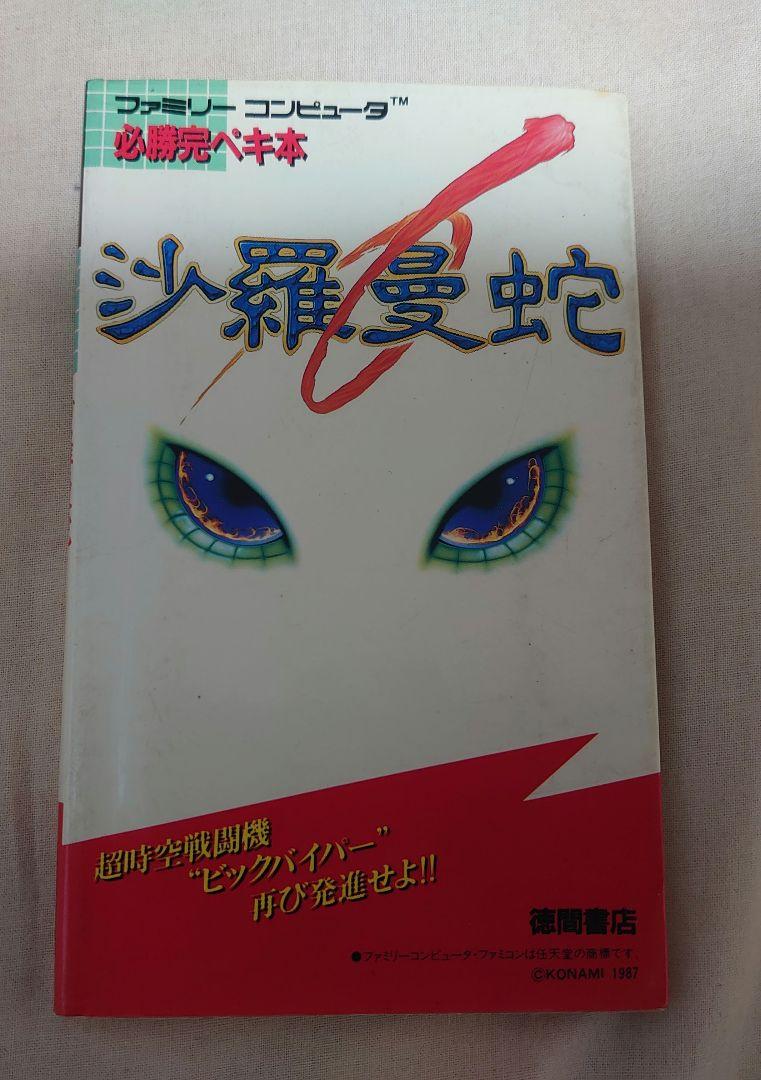 ファミリー コンピュータ™
必勝完ペキ本
沙羅曼蛇
超時空戦闘機
“ビックバイパー”
再び発進せよ!!
徳間書店
●ファミリーコンピュータ・ファミコンは任天堂の商標です。
©KONAMI 1987